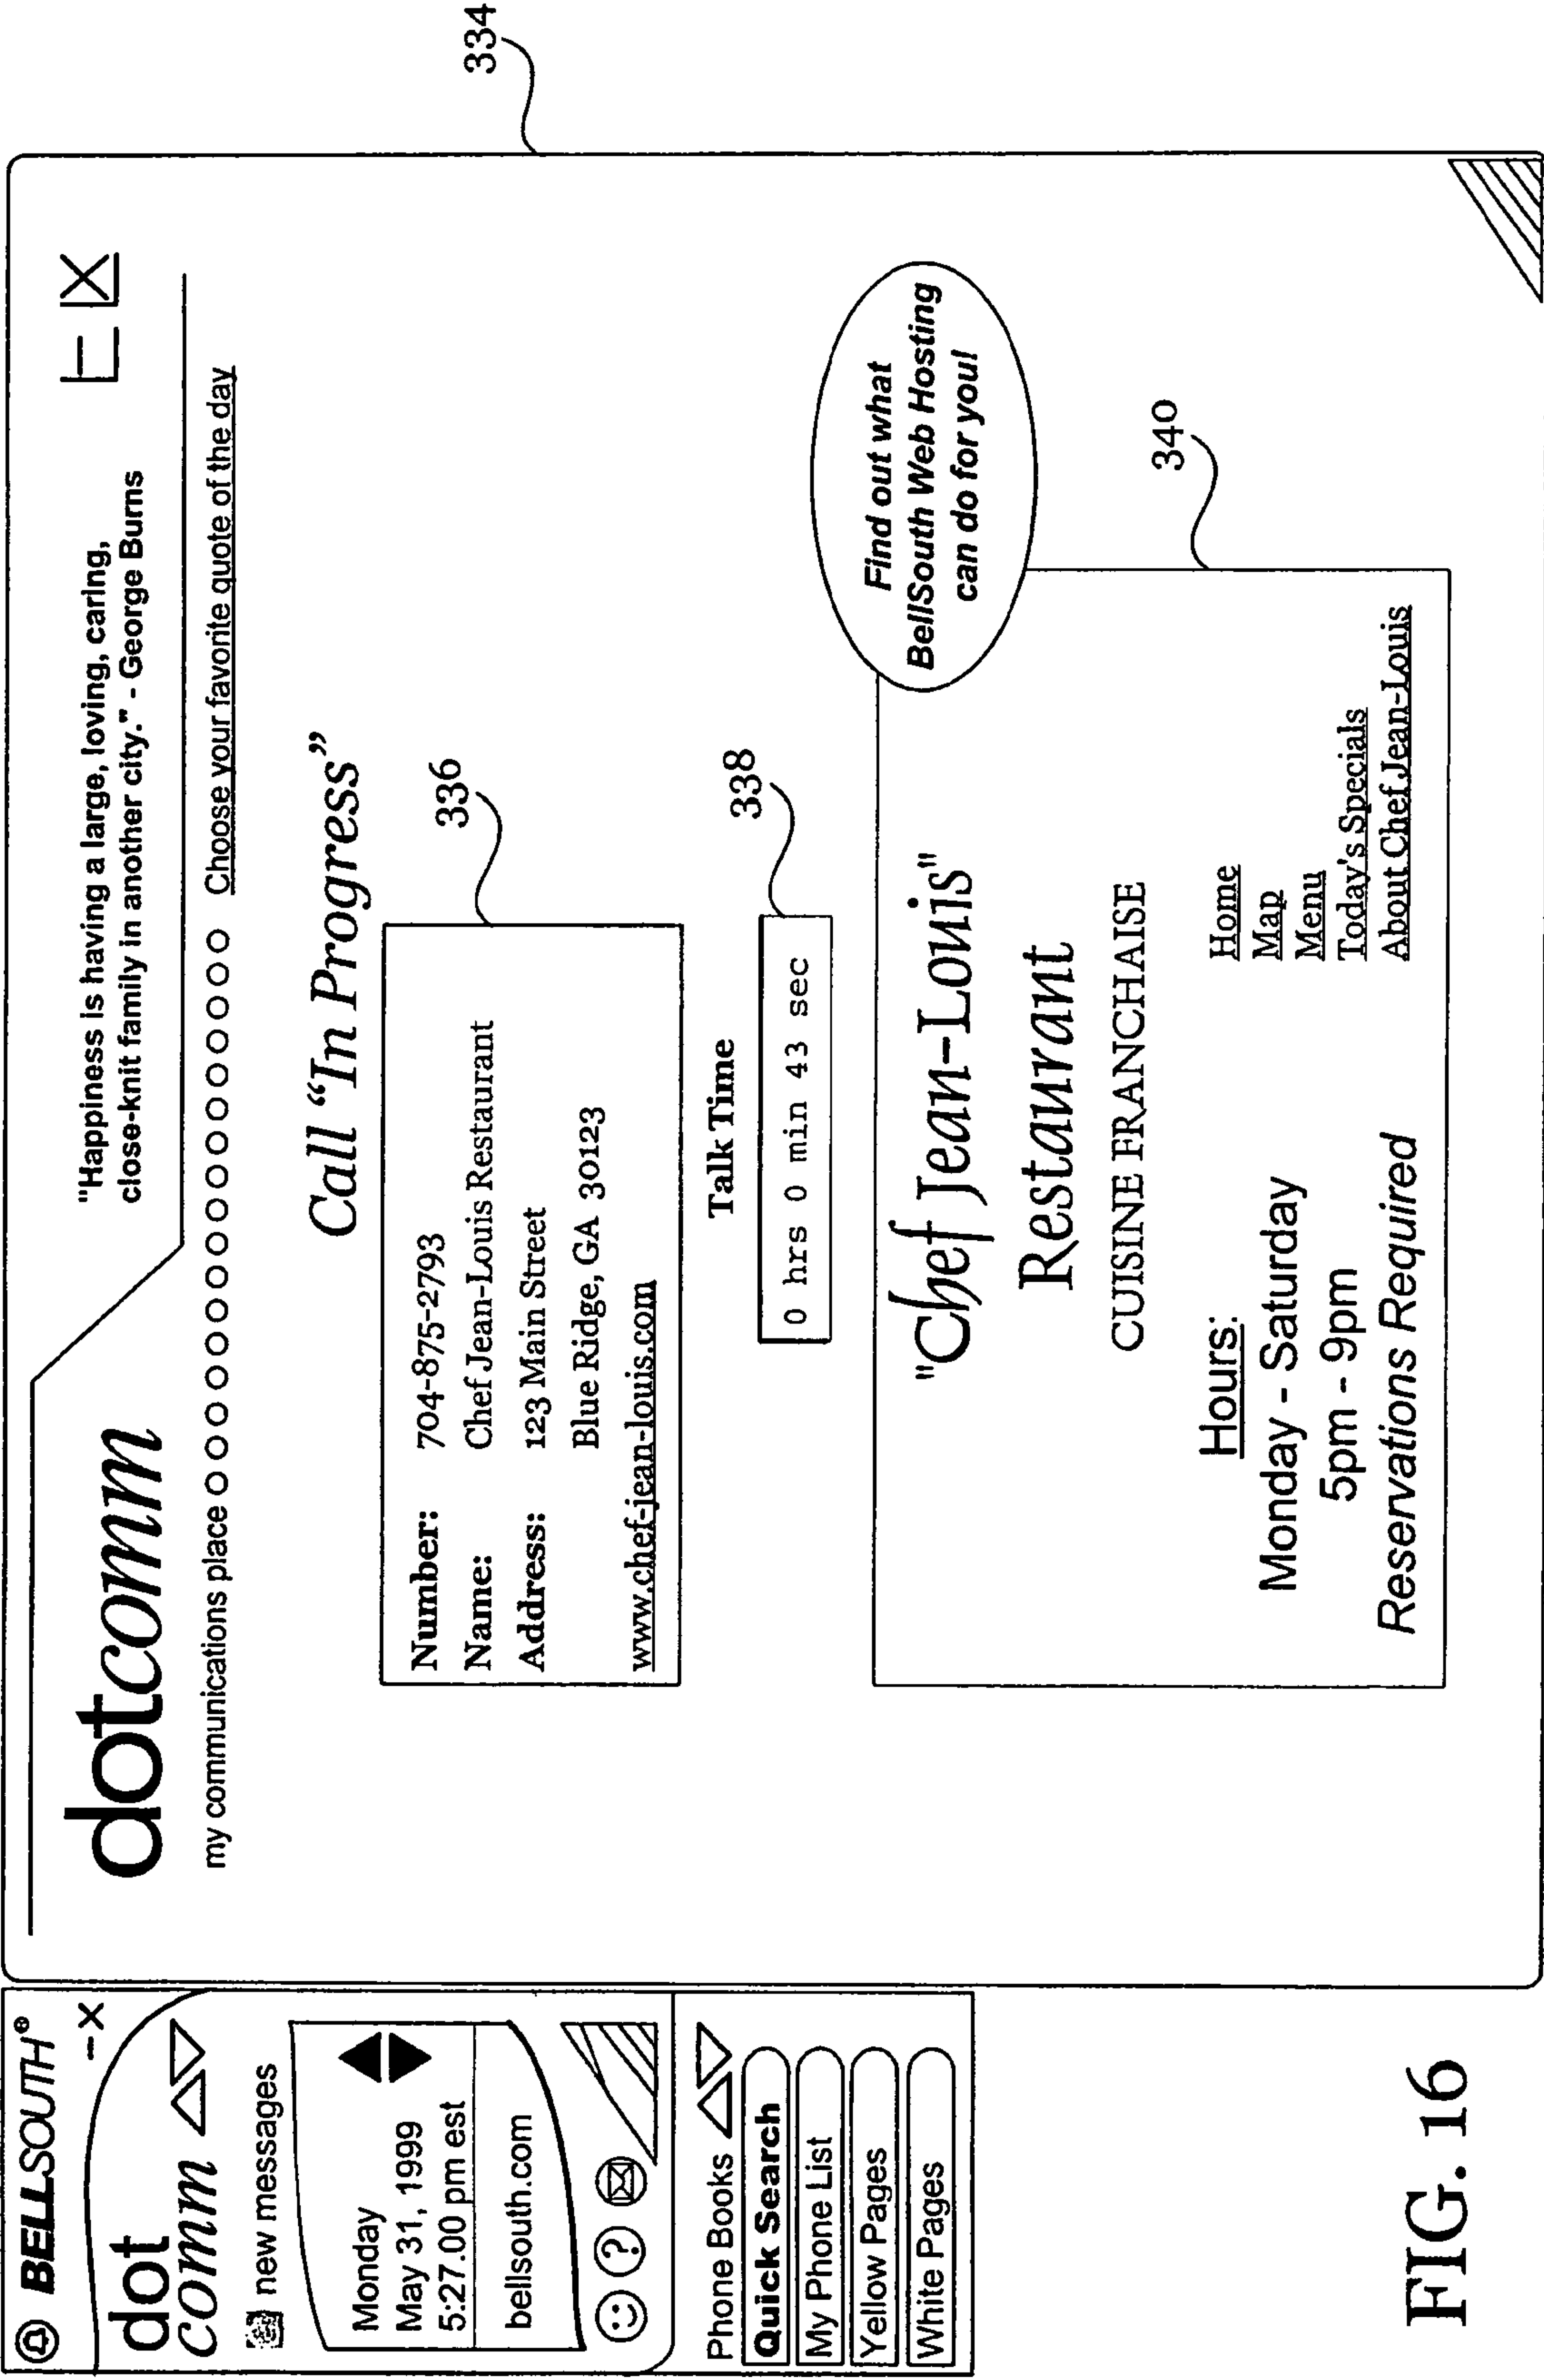 BELLSOUTH®
– X
dot
comm
new messages
Monday
May 31, 1999
5:27.00 pm est
bellsouth.com
?
Phone Books
Quick Search
My Phone List
Yellow Pages
White Pages
dotcomm
"Happiness is having a large, loving, caring,
close-knit family in another city." - George Burns
my communications place
Choose your favorite quote of the day
Call “In Progress”
Number: 704-875-2793
Name: Chef Jean-Louis Restaurant
Address: 123 Main Street
Blue Ridge, GA 30123
www.chef-jean-louis.com
336
Talk Time
0 hrs 0 min 43 sec
338
Find out what
BellSouth Web Hosting
can do for you!
"Chef Jean-Louis"
Restaurant
CUISINE FRANCHAISE
Hours:
Monday - Saturday
5pm - 9pm
Reservations Required
Home
Map
Menu
Today's Specials
About Chef Jean-Louis
340
334
FIG. 16